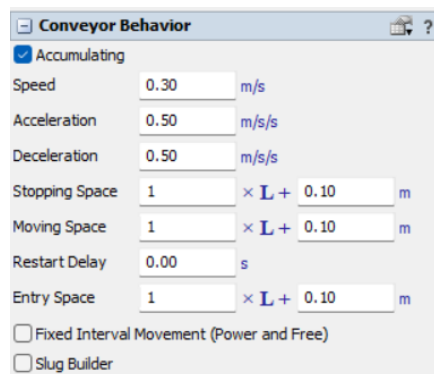 Conveyor Behavior ?
Accumulating
Speed 0.30 m/s
Acceleration 0.50 m/s/s
Deceleration 0.50 m/s/s
Stopping Space 1 × L + 0.10 m
Moving Space 1 × L + 0.10 m
Restart Delay 0.00 s
Entry Space 1 × L + 0.10 m
Fixed Interval Movement (Power and Free)
Slug Builder